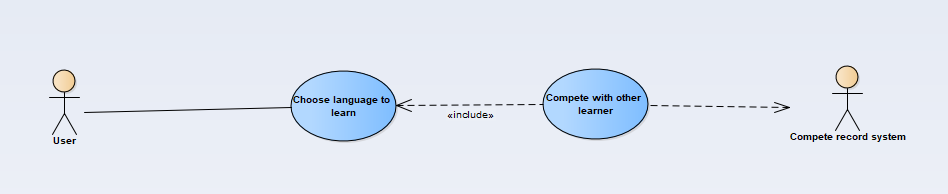 User
Choose language to
learn
«include»
Compete with other
learner
Compete record system